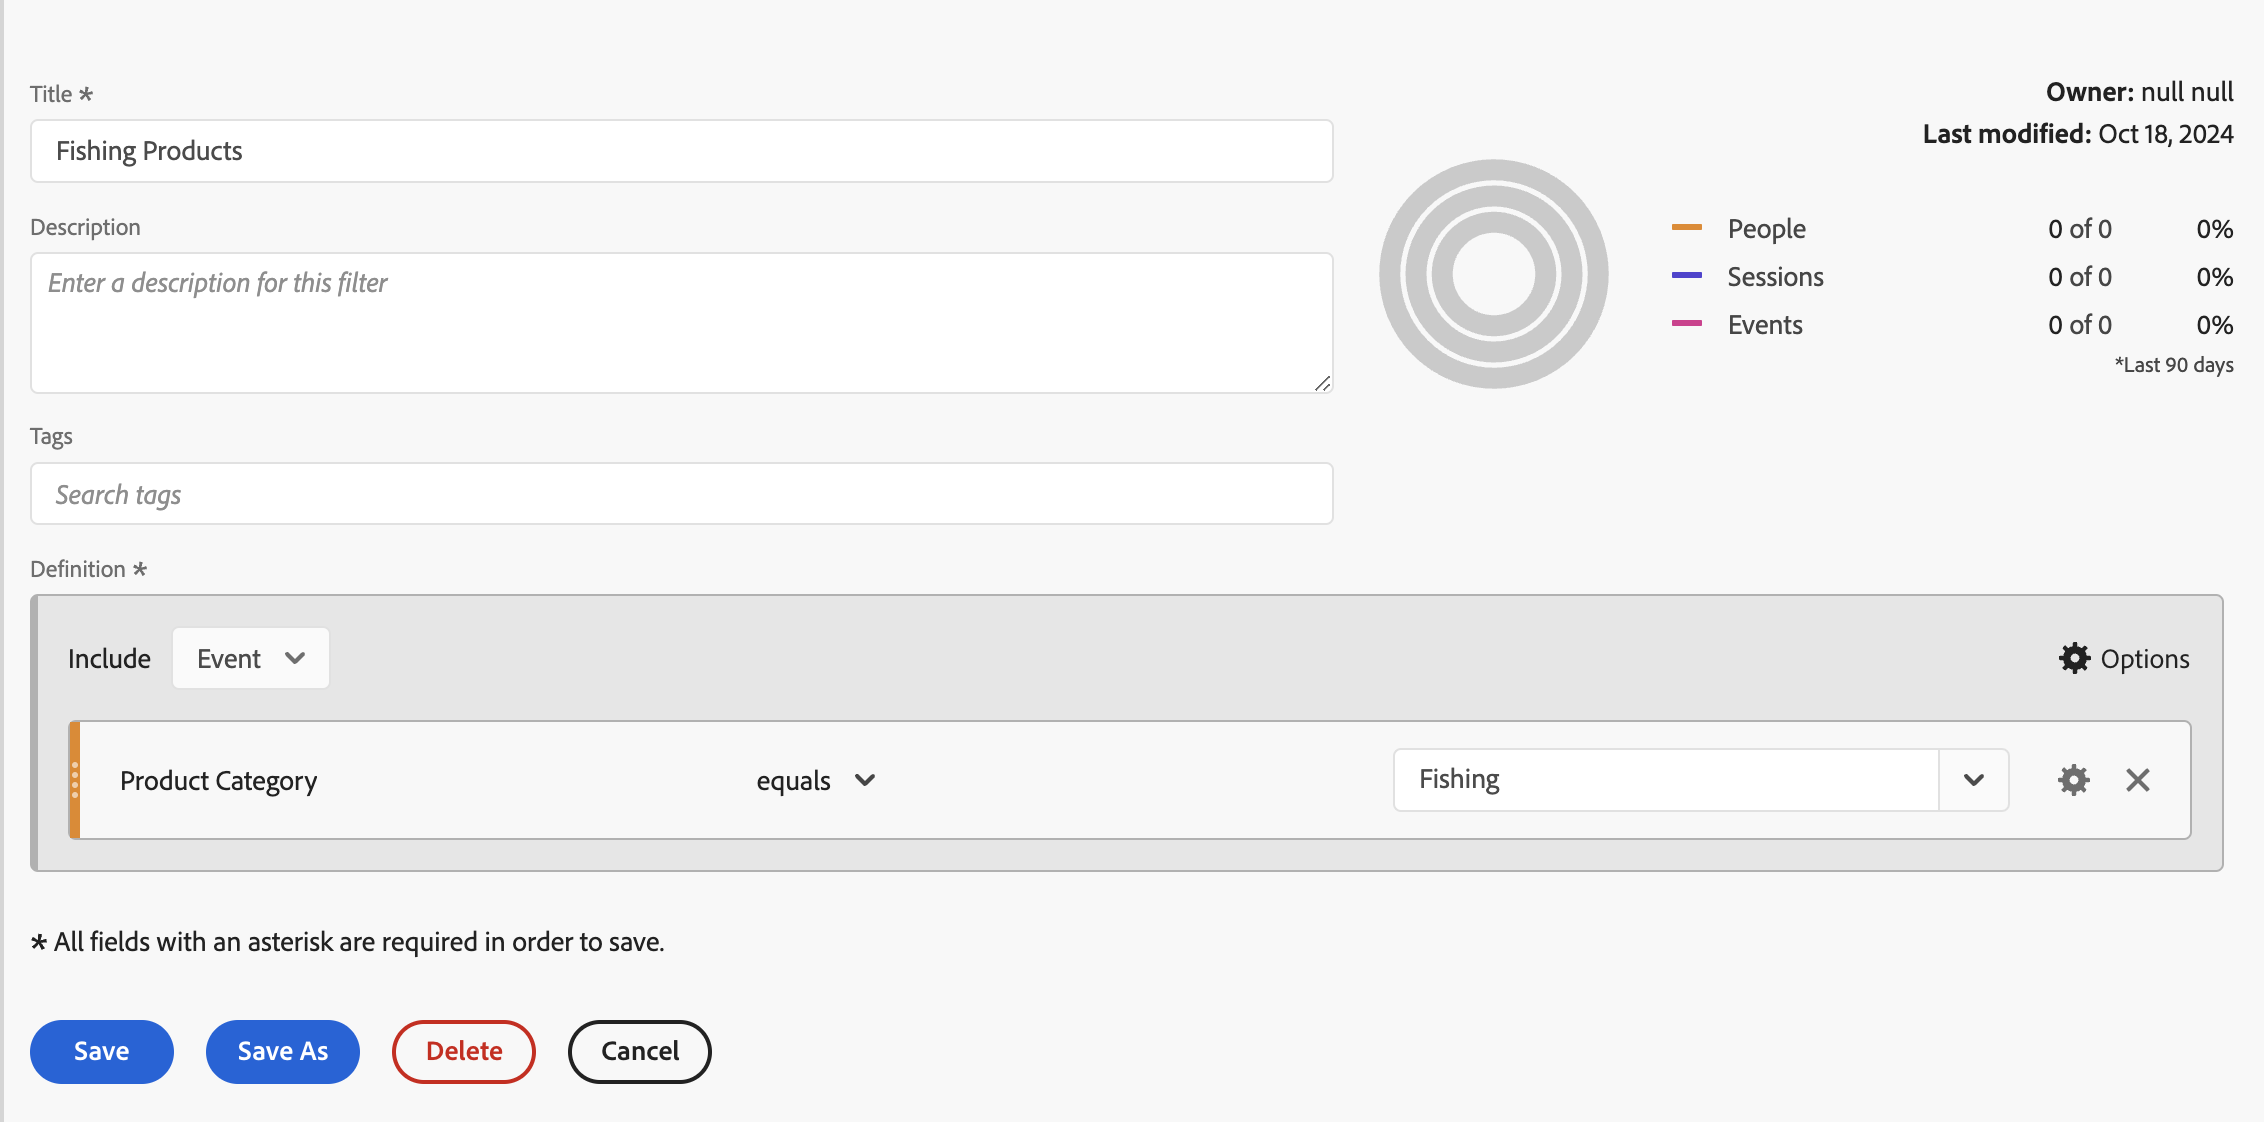 Title *
Fishing Products
Description
Enter a description for this filter
Tags
Search tags
Owner: null null
Last modified: Oct 18, 2024
People 0 of 0 0%
Sessions 0 of 0 0%
Events 0 of 0 0%
*Last 90 days
Definition *
Include Event Options
Product Category equals Fishing
* All fields with an asterisk are required in order to save.
Save Save As Delete Cancel